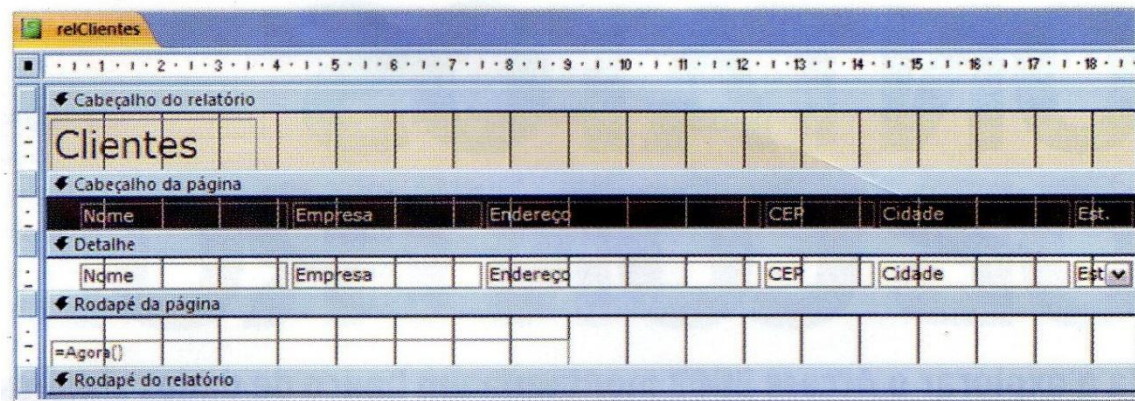 relClientes
1 2 3 4 5 6 7 8 9 10 11 12 13 14 15 16 17 18
Cabeçalho do relatório
Clientes
Cabeçalho da página
Nome Empresa Endereço CEP Cidade Est.
Detalhe
Nome Empresa Endereço CEP Cidade Est
Rodapé da página
=Agora()
Rodapé do relatório